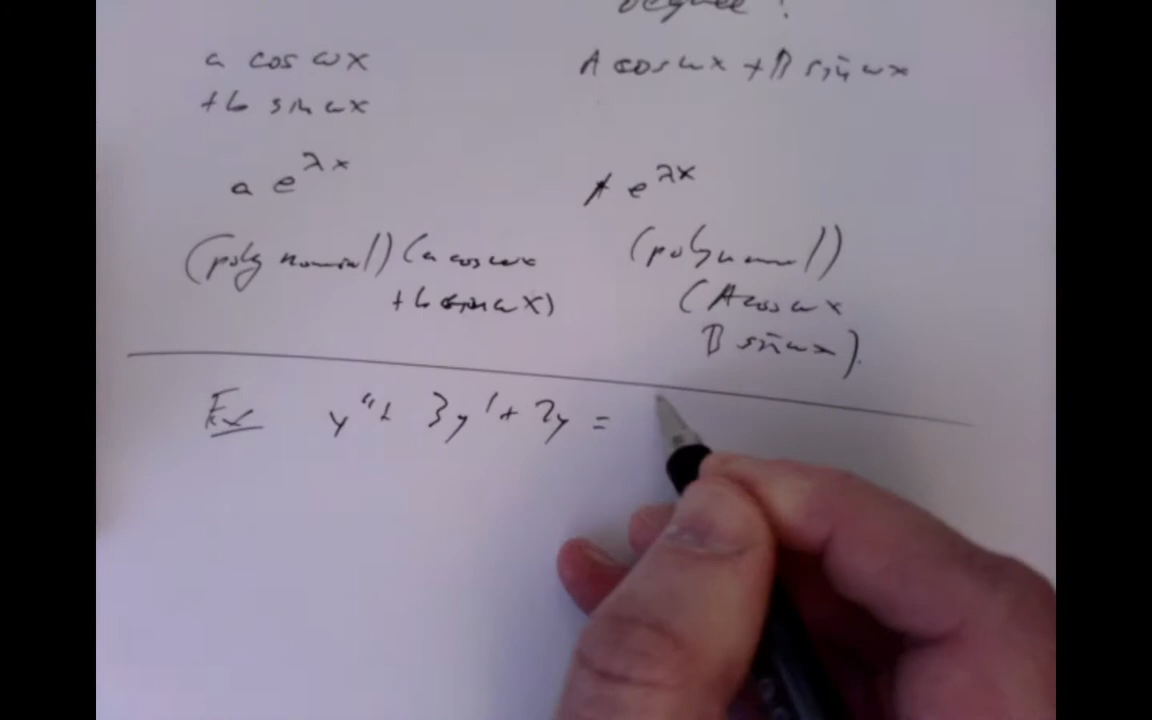 degree.
a cos ωx A cos ωx + B sin ωx
+ b sin ωx
a e^λx A e^λx
(polynomial) (a cos ωx (polynomial)
+ b sin ωx) (A cos ωx
B sin ωx).
Ex y" + 3y' + 2y =